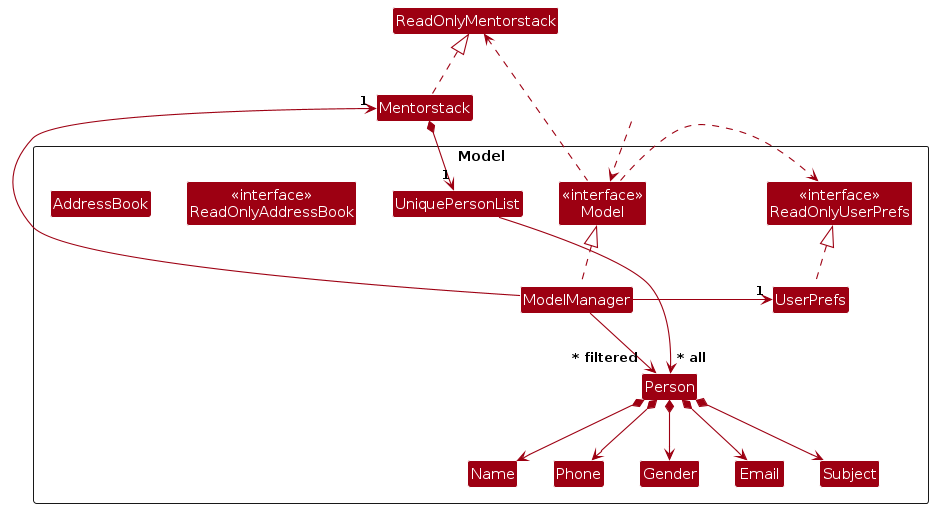 ReadOnlyMentorstack
1
Mentorstack
Model
1
AddressBook
«interface»
ReadOnlyAddressBook
UniquePersonList
«interface»
Model
«interface»
ReadOnlyUserPrefs
ModelManager
1
UserPrefs
* filtered
* all
Person
Name
Phone
Gender
Email
Subject